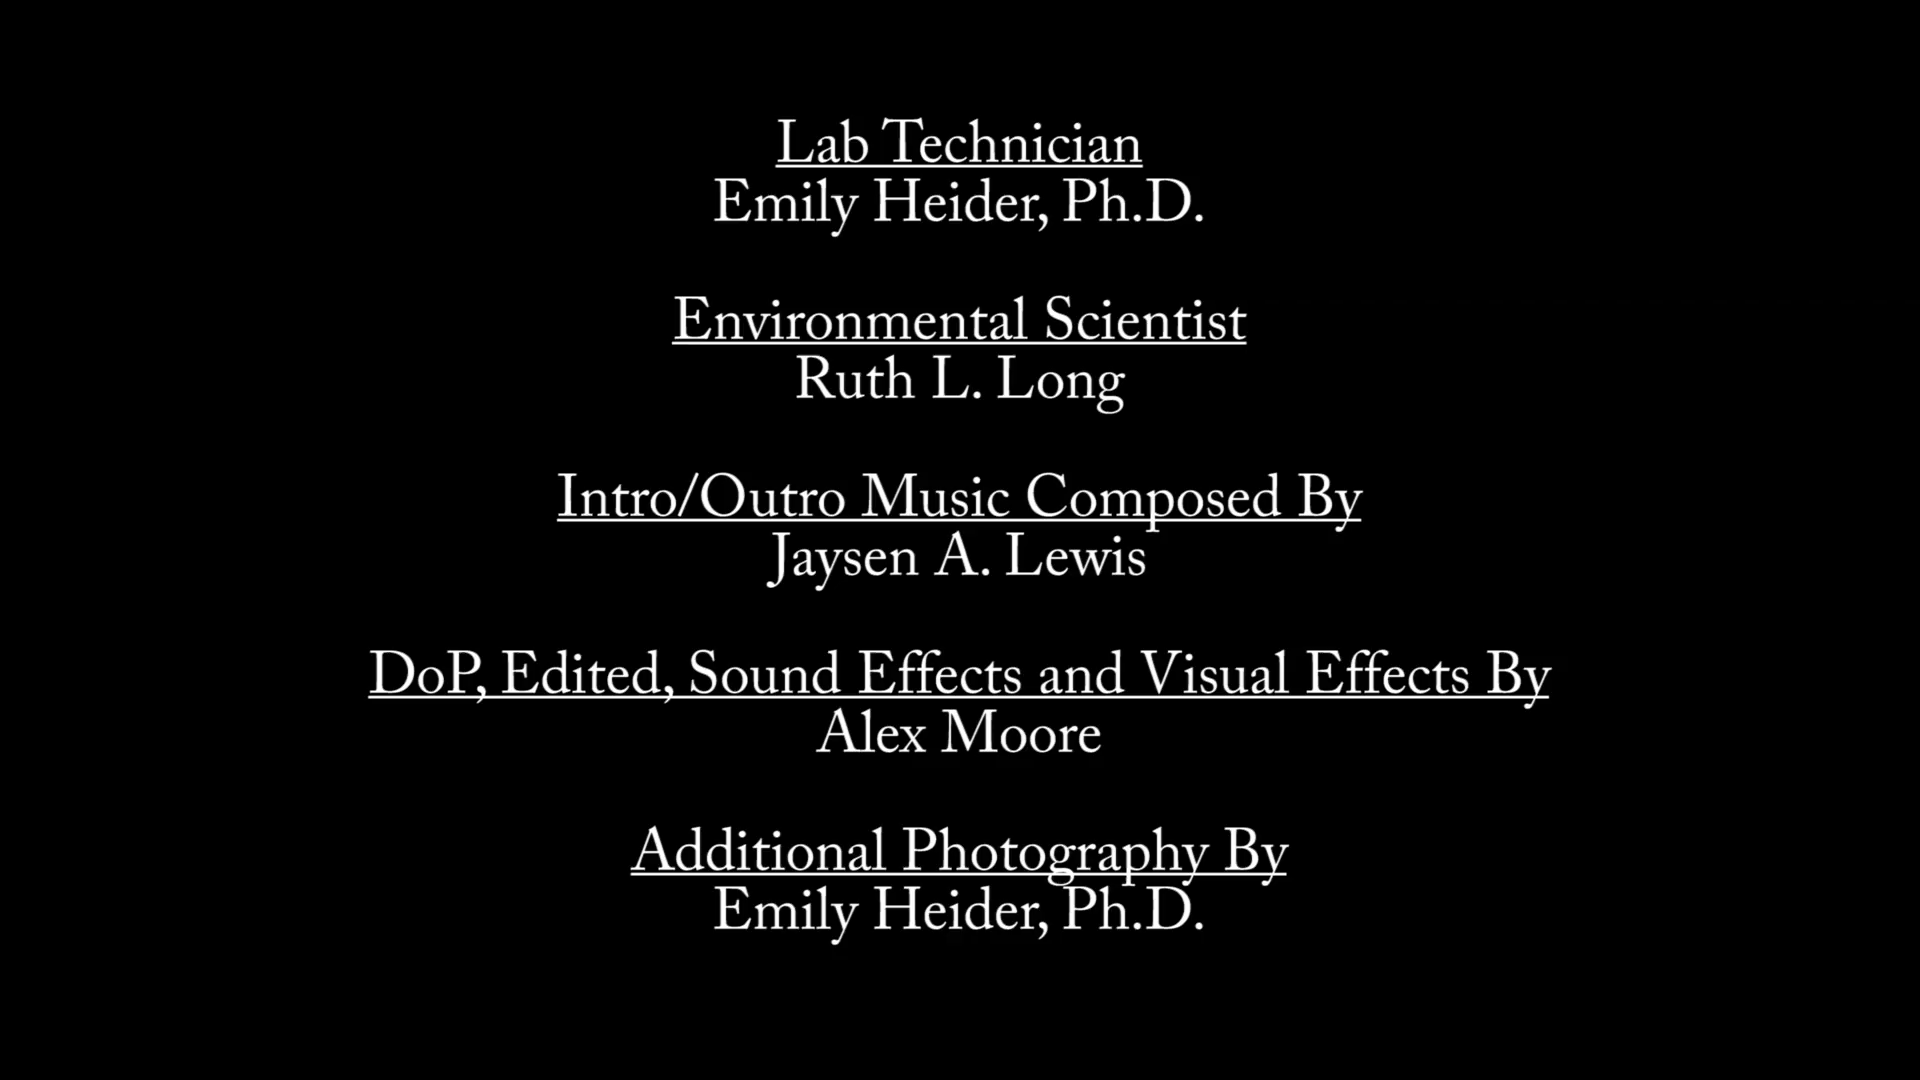 Lab Technician
Emily Heider, Ph.D.
Environmental Scientist
Ruth L. Long
Intro/Outro Music Composed By
Jaysen A. Lewis
DoP, Edited, Sound Effects and Visual Effects By
Alex Moore
Additional Photography By
Emily Heider, Ph.D.